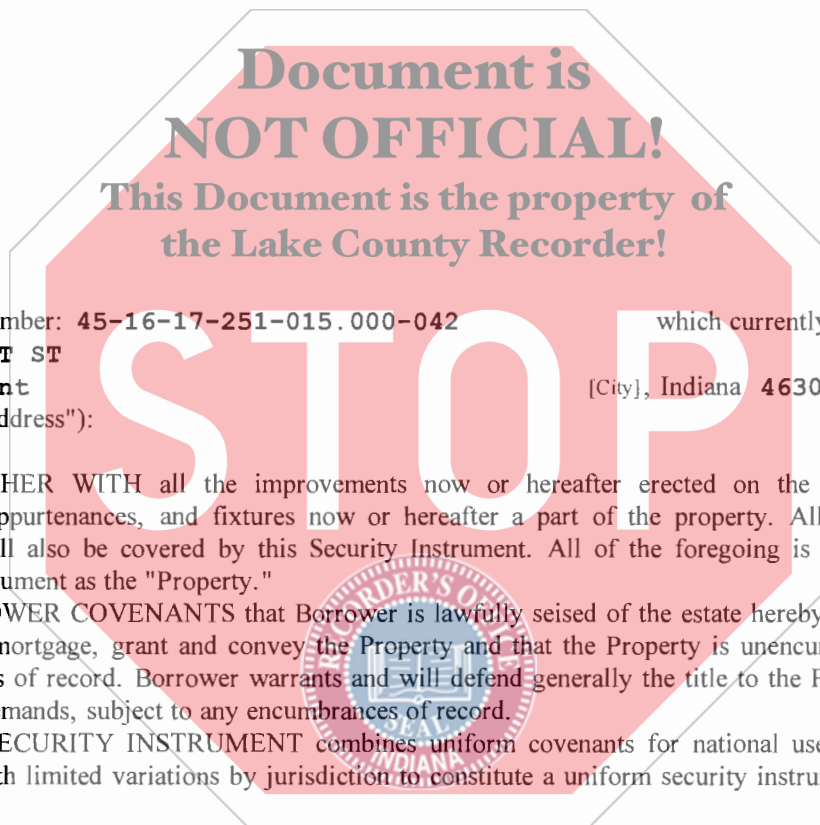 Document is
NOT OFFICIAL!
This Document is the property of
the Lake County Recorder!
mber: 45-16-17-251-015.000-042 which currently
T ST
nt [City], Indiana 4630
ddress"):
STOP
HER WITH all the improvements now or hereafter erected on the
ppurtenances, and fixtures now or hereafter a part of the property. All
ll also be covered by this Security Instrument. All of the foregoing is
ument as the "Property."
OWER COVENANTS that Borrower is lawfully seised of the estate hereby
mortgage, grant and convey the Property and that the Property is unencu
s of record. Borrower warrants and will defend generally the title to the P
mands, subject to any encumbrances of record.
ECURITY INSTRUMENT combines uniform covenants for national use
th limited variations by jurisdiction to constitute a uniform security instru
RECORDER'S OFFICE
SEAL
INDIANA